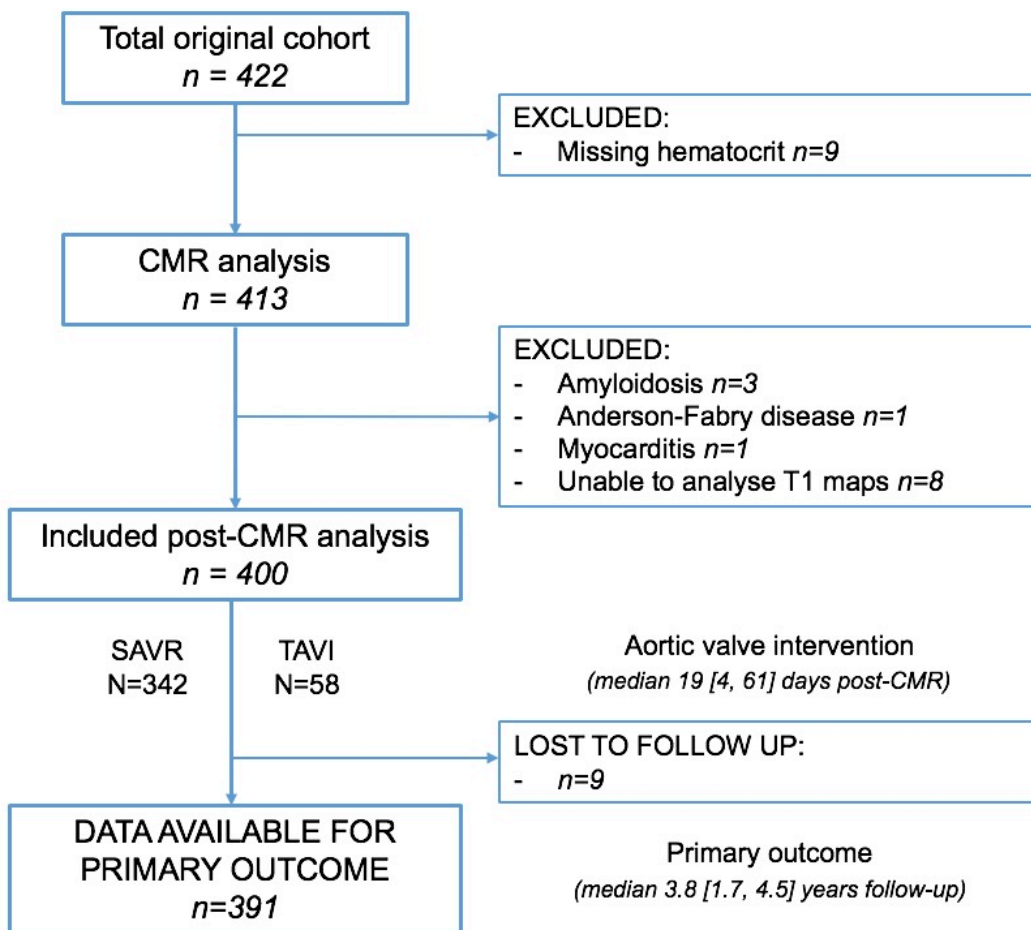 Total original cohort
n = 422
EXCLUDED:
- Missing hematocrit n=9
CMR analysis
n = 413
EXCLUDED:
- Amyloidosis n=3
- Anderson-Fabry disease n=1
- Myocarditis n=1
- Unable to analyse T1 maps n=8
Included post-CMR analysis
n = 400
SAVR
N=342
TAVI
N=58
Aortic valve intervention
(median 19 [4, 61] days post-CMR)
LOST TO FOLLOW UP:
- n=9
DATA AVAILABLE FOR
PRIMARY OUTCOME
n=391
Primary outcome
(median 3.8 [1.7, 4.5] years follow-up)